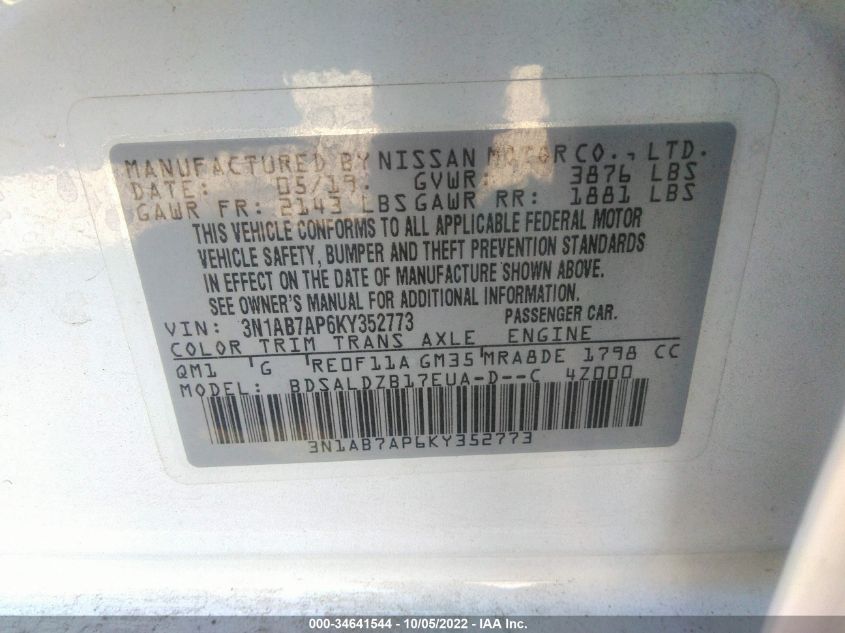 MANUFACTURED BY NISSAN MOTOR CO., LTD.
DATE: 05/19. GVWR: 3876 LBS
GAWR FR: 2143 LBS GAWR RR: 1881 LBS
THIS VEHICLE CONFORMS TO ALL APPLICABLE FEDERAL MOTOR
VEHICLE SAFETY, BUMPER AND THEFT PREVENTION STANDARDS
IN EFFECT ON THE DATE OF MANUFACTURE SHOWN ABOVE.
SEE OWNER'S MANUAL FOR ADDITIONAL INFORMATION.
VIN: 3N1AB7AP6KY352773 PASSENGER CAR.
COLOR TRIM TRANS AXLE ENGINE
QM1 G RE0F11A GM35 MRA8DE 1798 CC
MODEL: BDSALDZB17EUA-D--C 4Z000
3N1AB7AP6KY352773
000-34641544 - 10/05/2022 - IAA Inc.